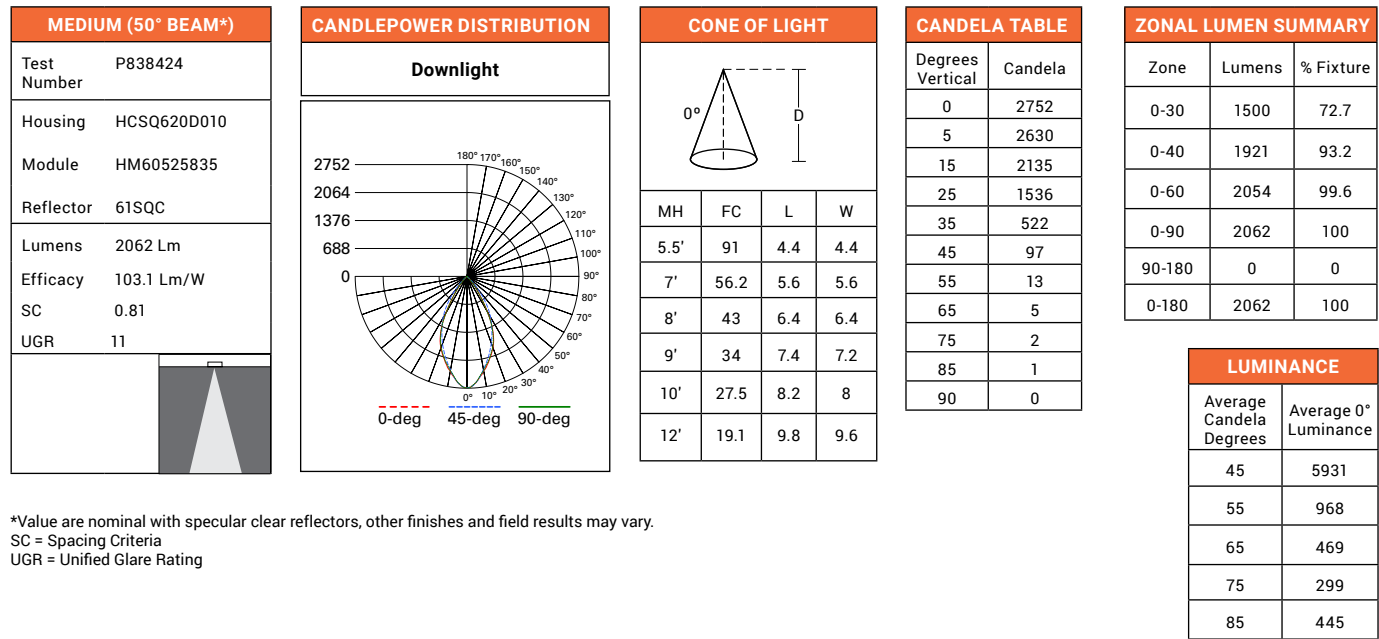 MEDIUM (50° BEAM*)
Test Number P838424
Housing HCSQ620D010
Module HM60525835
Reflector 61SQC
Lumens 2062 Lm
Efficacy 103.1 Lm/W
SC 0.81
UGR 11
CANDLEPOWER DISTRIBUTION
Downlight
2752
2064
1376
688
0
180° 170° 160° 150° 140° 130° 120° 110° 100° 90° 80° 70° 60° 50° 40° 30° 20° 10° 0°
0-deg 45-deg 90-deg
CONE OF LIGHT
0° D
MH FC L W
5.5' 91 4.4 4.4
7' 56.2 5.6 5.6
8' 43 6.4 6.4
9' 34 7.4 7.2
10' 27.5 8.2 8
12' 19.1 9.8 9.6
CANDELA TABLE
Degrees Vertical Candela
0 2752
5 2630
15 2135
25 1536
35 522
45 97
55 13
65 5
75 2
85 1
90 0
ZONAL LUMEN SUMMARY
Zone Lumens % Fixture
0-30 1500 72.7
0-40 1921 93.2
0-60 2054 99.6
0-90 2062 100
90-180 0 0
0-180 2062 100
LUMINANCE
Average Candela Degrees Average 0° Luminance
45 5931
55 968
65 469
75 299
85 445
*Value are nominal with specular clear reflectors, other finishes and field results may vary.
SC = Spacing Criteria
UGR = Unified Glare Rating